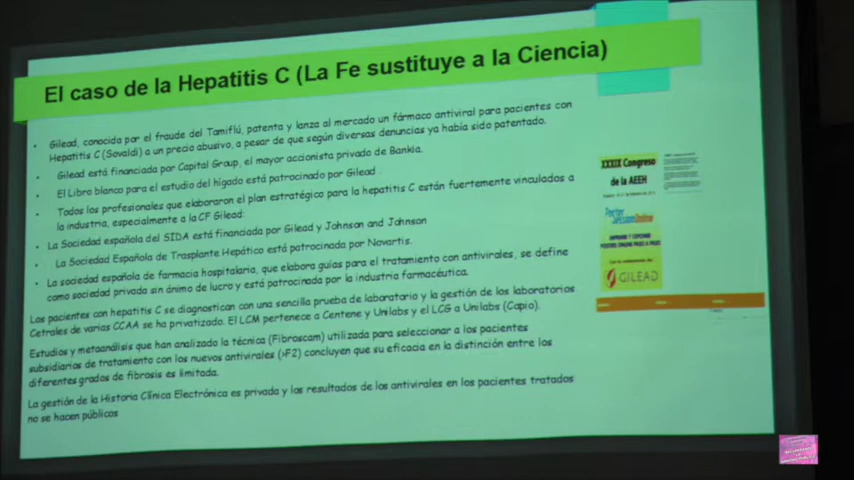 El caso de la Hepatitis C (La Fe sustituye a la Ciencia)
Gilead, conocida por el fraude del Tamiflú, patenta y lanza al mercado un fármaco antiviral para pacientes con
Hepatitis C (Sovaldi) a un precio abusivo, a pesar de que según diversas denuncias ya había sido patentado.
Gilead está financiada por Capital Group, el mayor accionista privado de Bankia.
El Libro blanco para el estudio del hígado está patrocinado por Gilead
Todos los profesionales que elaboraron el plan estratégico para la hepatitis C están fuertemente vinculados a
la industria, especialmente a la CF Gilead:
La Sociedad española del SIDA está financiada por Gilead y Johnson and Johnson
La Sociedad Española de Trasplante Hepático está patrocinada por Novartis.
La sociedad española de farmacia hospitalaria, que elabora guías para el tratamiento con antivirales, se define
como sociedad privada sin ánimo de lucro y está patrocinada por la industria farmacéutica.
Los pacientes con hepatitis C se diagnostican con una sencilla prueba de laboratorio y la gestión de los laboratorios
Cetrales de varias CCAA se ha privatizado. El LCM pertenece a Centene y Unilabs y el LCG a Unilabs (Capio).
Estudios y metaanálisis que han analizado la técnica (Fibroscam) utilizada para seleccionar a los pacientes
subsidiarios de tratamiento con los nuevos antivirales (>F2) concluyen que su eficacia en la distinción entre los
diferentes grados de fibrosis es limitada.
La gestión de la Historia Clínica Electrónica es privada y los resultados de los antivirales en los pacientes tratados
no se hacen públicos
XXXIX Congreso
de la AEEH
Poster
SessionOnline
IMPRIME Y EXPONE
POSTERS ONLINE PASO A PASO
GILEAD